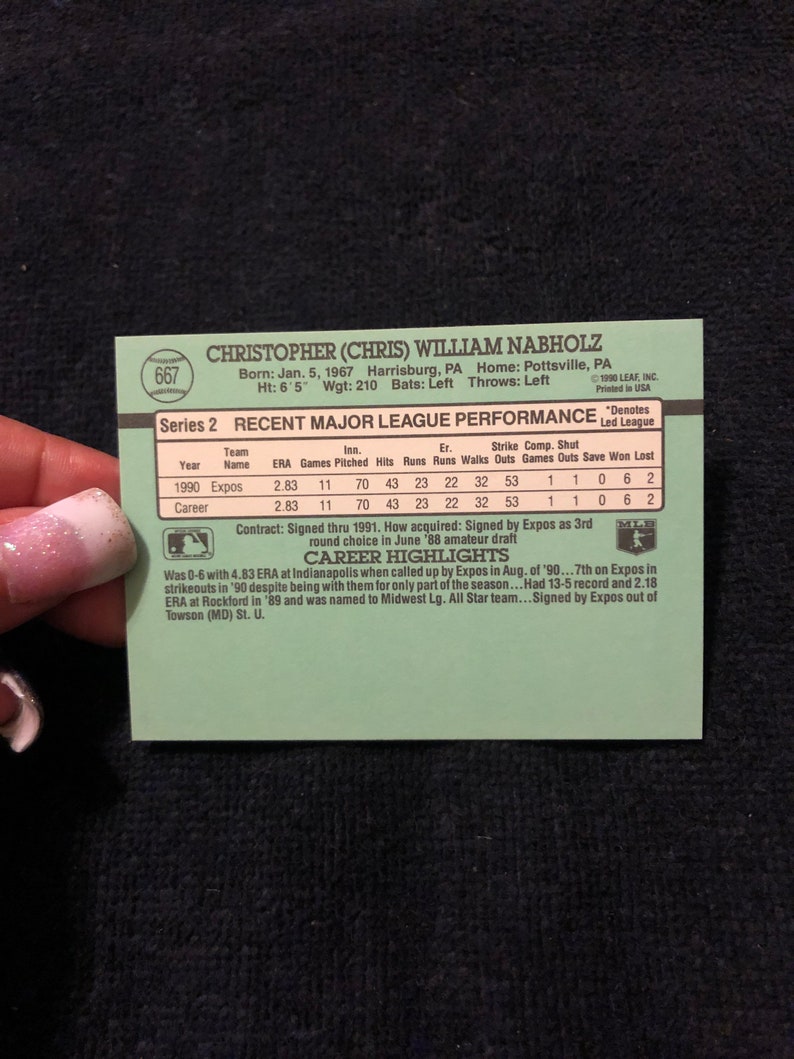 667
CHRISTOPHER (CHRIS) WILLIAM NABHOLZ
Born: Jan. 5, 1967 Harrisburg, PA Home: Pottsville, PA
Ht: 6'5" Wgt: 210 Bats: Left Throws: Left
© 1990 LEAF, INC.
Printed in USA
Series 2 RECENT MAJOR LEAGUE PERFORMANCE
*Denotes
Led League
Year Team Name ERA Games Inn. Pitched Hits Runs Er. Runs Walks Strike Outs Comp. Games Shut Outs Save Won Lost
1990 Expos 2.83 11 70 43 23 22 32 53 1 1 0 6 2
Career 2.83 11 70 43 23 22 32 53 1 1 0 6 2
Contract: Signed thru 1991. How acquired: Signed by Expos as 3rd
round choice in June '88 amateur draft
MLB
CAREER HIGHLIGHTS
Was 0-6 with 4.83 ERA at Indianapolis when called up by Expos in Aug. of '90...7th on Expos in
strikeouts in '90 despite being with them for only part of the season...Had 13-5 record and 2.18
ERA at Rockford in '89 and was named to Midwest Lg. All Star team...Signed by Expos out of
Towson (MD) St. U.